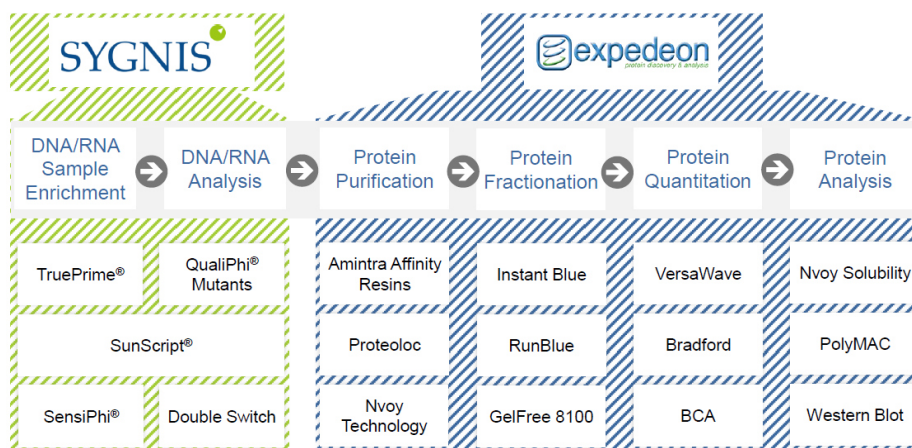 SYGNIS
expedeon
protein discovery & analysis
DNA/RNA
Sample
Enrichment
DNA/RNA
Analysis
Protein
Purification
Protein
Fractionation
Protein
Quantitation
Protein
Analysis
TruePrime®
QualiPhi®
Mutants
Amintra Affinity
Resins
Instant Blue
VersaWave
Nvoy Solubility
SunScript®
Proteoloc
RunBlue
Bradford
PolyMAC
SensiPhi®
Double Switch
Nvoy
Technology
GelFree 8100
BCA
Western Blot